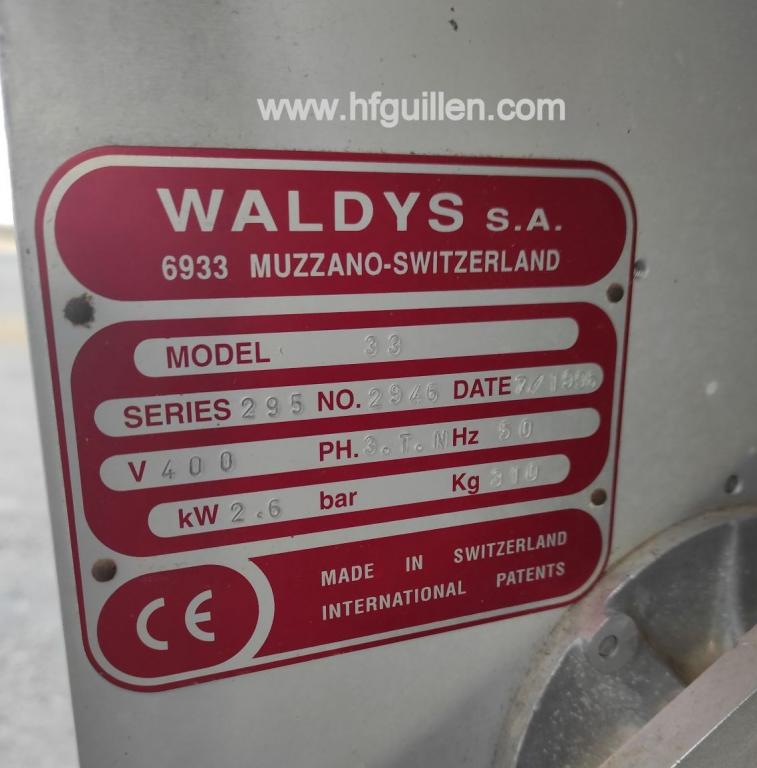 www.hfguillen.com
WALDYS S.A.
6933 MUZZANO-SWITZERLAND
MODEL 33
SERIES 295 NO. 2946 DATE
V 400 PH. 3.T.N Hz 50
kW 2.6 bar Kg 310
CE
MADE IN SWITZERLAND
INTERNATIONAL PATENTS